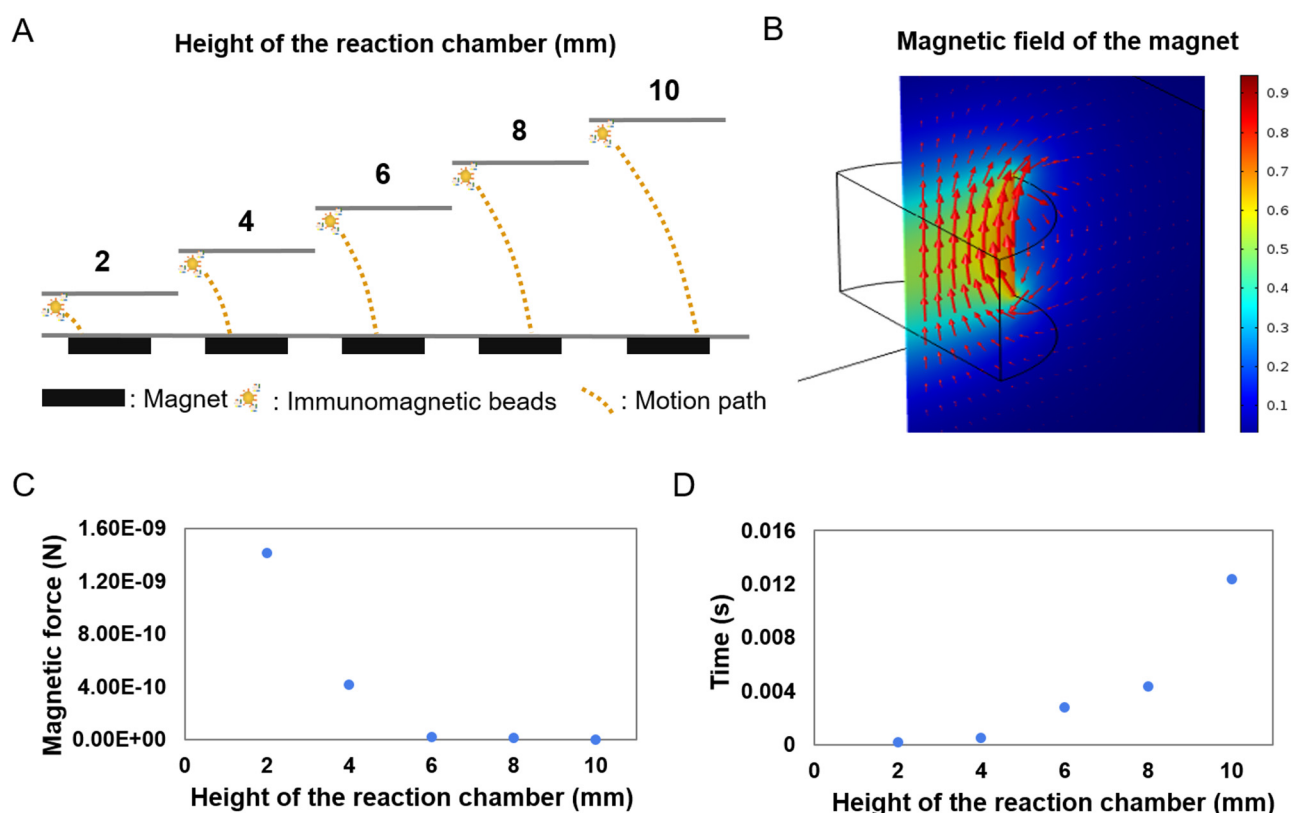 A
Height of the reaction chamber (mm)
2
4
6
8
10
: Magnet : Immunomagnetic beads : Motion path
B
Magnetic field of the magnet
0.9
0.8
0.7
0.6
0.5
0.4
0.3
0.2
0.1
C
Magnetic force (N)
1.60E-09
1.20E-09
8.00E-10
4.00E-10
0.00E+00
0 2 4 6 8 10
Height of the reaction chamber (mm)
D
Time (s)
0.016
0.012
0.008
0.004
0
0 2 4 6 8 10
Height of the reaction chamber (mm)